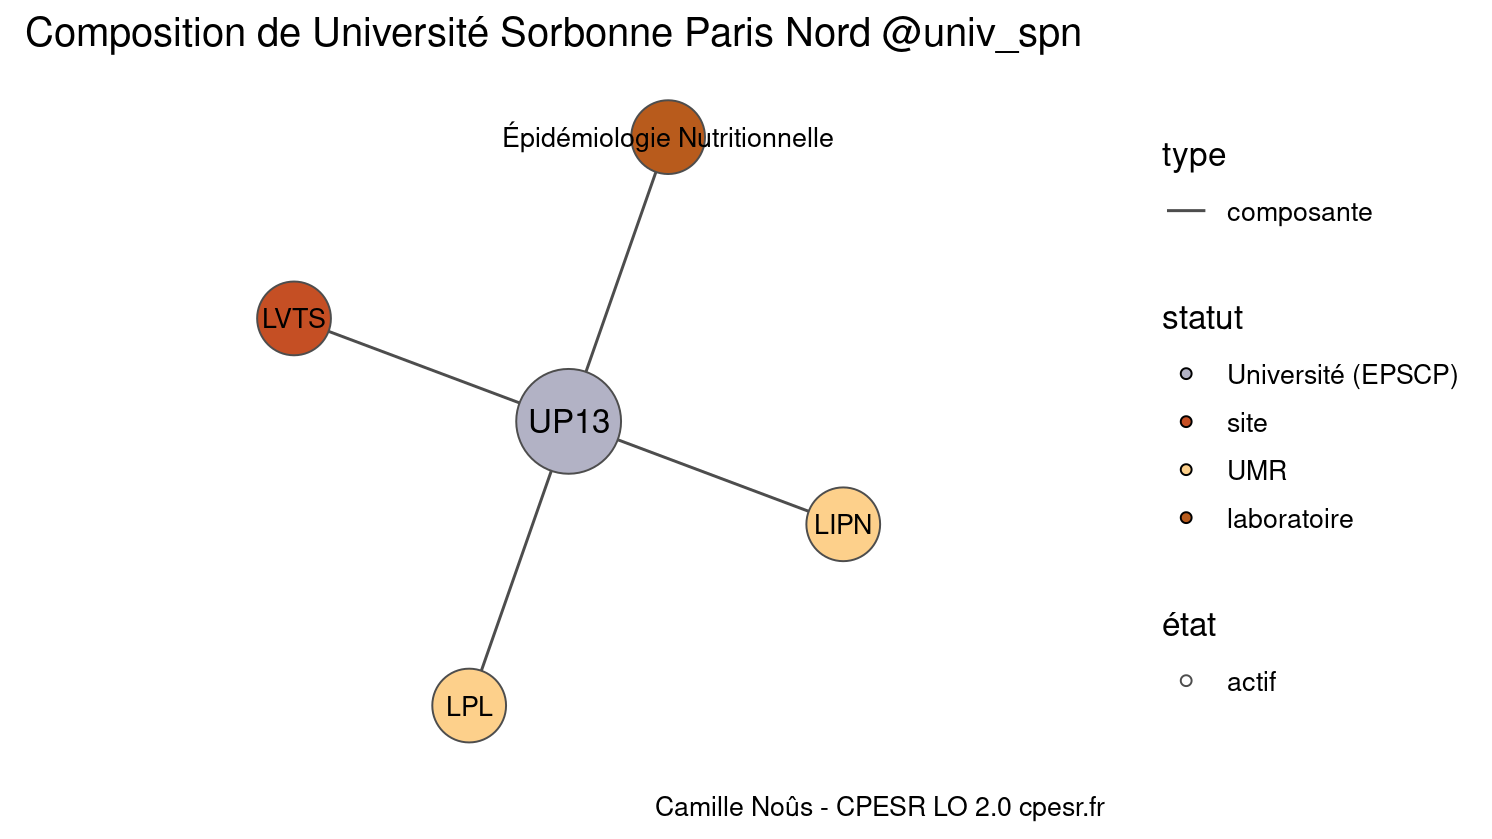 Composition de Université Sorbonne Paris Nord @univ_spn
Épidémiologie Nutritionnelle
LVTS
UP13
LIPN
LPL
type
composante
statut
Université (EPSCP)
site
UMR
laboratoire
état
actif
Camille Noûs - CPESR LO 2.0 cpesr.fr